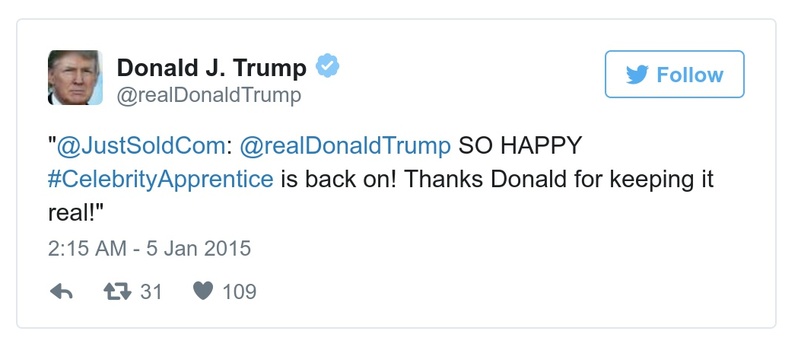 Donald J. Trump
@realDonaldTrump
Follow
"@JustSoldCom: @realDonaldTrump SO HAPPY
#CelebrityApprentice is back on! Thanks Donald for keeping it
real!"
2:15 AM - 5 Jan 2015
31 109